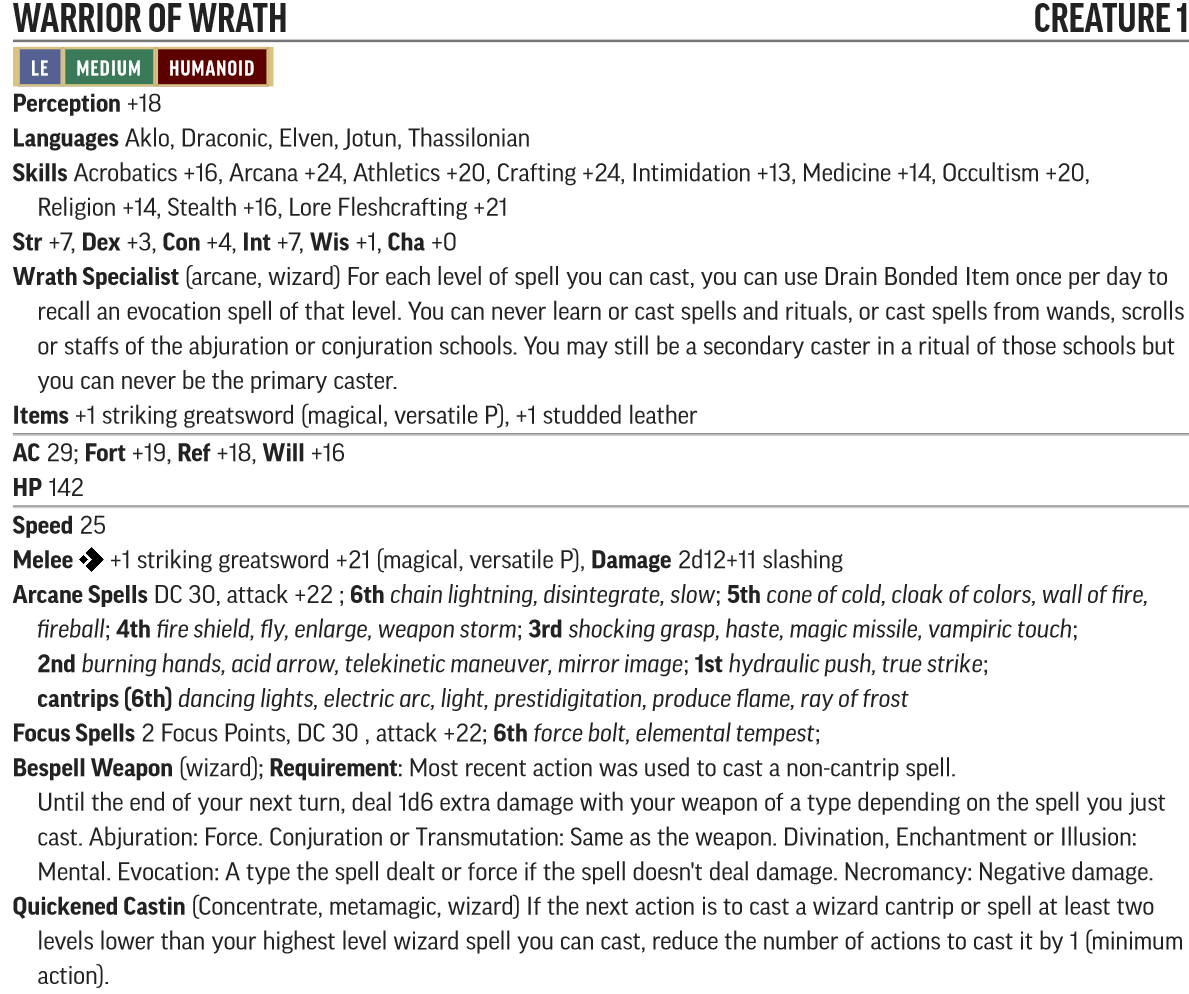 WARRIOR OF WRATH CREATURE 1
LE MEDIUM HUMANOID
Perception +18
Languages Aklo, Draconic, Elven, Jotun, Thassilonian
Skills Acrobatics +16, Arcana +24, Athletics +20, Crafting +24, Intimidation +13, Medicine +14, Occultism +20,
Religion +14, Stealth +16, Lore Fleshcrafting +21
Str +7, Dex +3, Con +4, Int +7, Wis +1, Cha +0
Wrath Specialist (arcane, wizard) For each level of spell you can cast, you can use Drain Bonded Item once per day to
recall an evocation spell of that level. You can never learn or cast spells and rituals, or cast spells from wands, scrolls
or staffs of the abjuration or conjuration schools. You may still be a secondary caster in a ritual of those schools but
you can never be the primary caster.
Items +1 striking greatsword (magical, versatile P), +1 studded leather
AC 29; Fort +19, Ref +18, Will +16
HP 142
Speed 25
Melee +1 striking greatsword +21 (magical, versatile P), Damage 2d12+11 slashing
Arcane Spells DC 30, attack +22 ; 6th chain lightning, disintegrate, slow; 5th cone of cold, cloak of colors, wall of fire,
fireball; 4th fire shield, fly, enlarge, weapon storm; 3rd shocking grasp, haste, magic missile, vampiric touch;
2nd burning hands, acid arrow, telekinetic maneuver, mirror image; 1st hydraulic push, true strike;
cantrips (6th) dancing lights, electric arc, light, prestidigitation, produce flame, ray of frost
Focus Spells 2 Focus Points, DC 30 , attack +22; 6th force bolt, elemental tempest;
Bespell Weapon (wizard); Requirement: Most recent action was used to cast a non-cantrip spell.
Until the end of your next turn, deal 1d6 extra damage with your weapon of a type depending on the spell you just
cast. Abjuration: Force. Conjuration or Transmutation: Same as the weapon. Divination, Enchantment or Illusion:
Mental. Evocation: A type the spell dealt or force if the spell doesn't deal damage. Necromancy: Negative damage.
Quickened Castin (Concentrate, metamagic, wizard) If the next action is to cast a wizard cantrip or spell at least two
levels lower than your highest level wizard spell you can cast, reduce the number of actions to cast it by 1 (minimum
action).